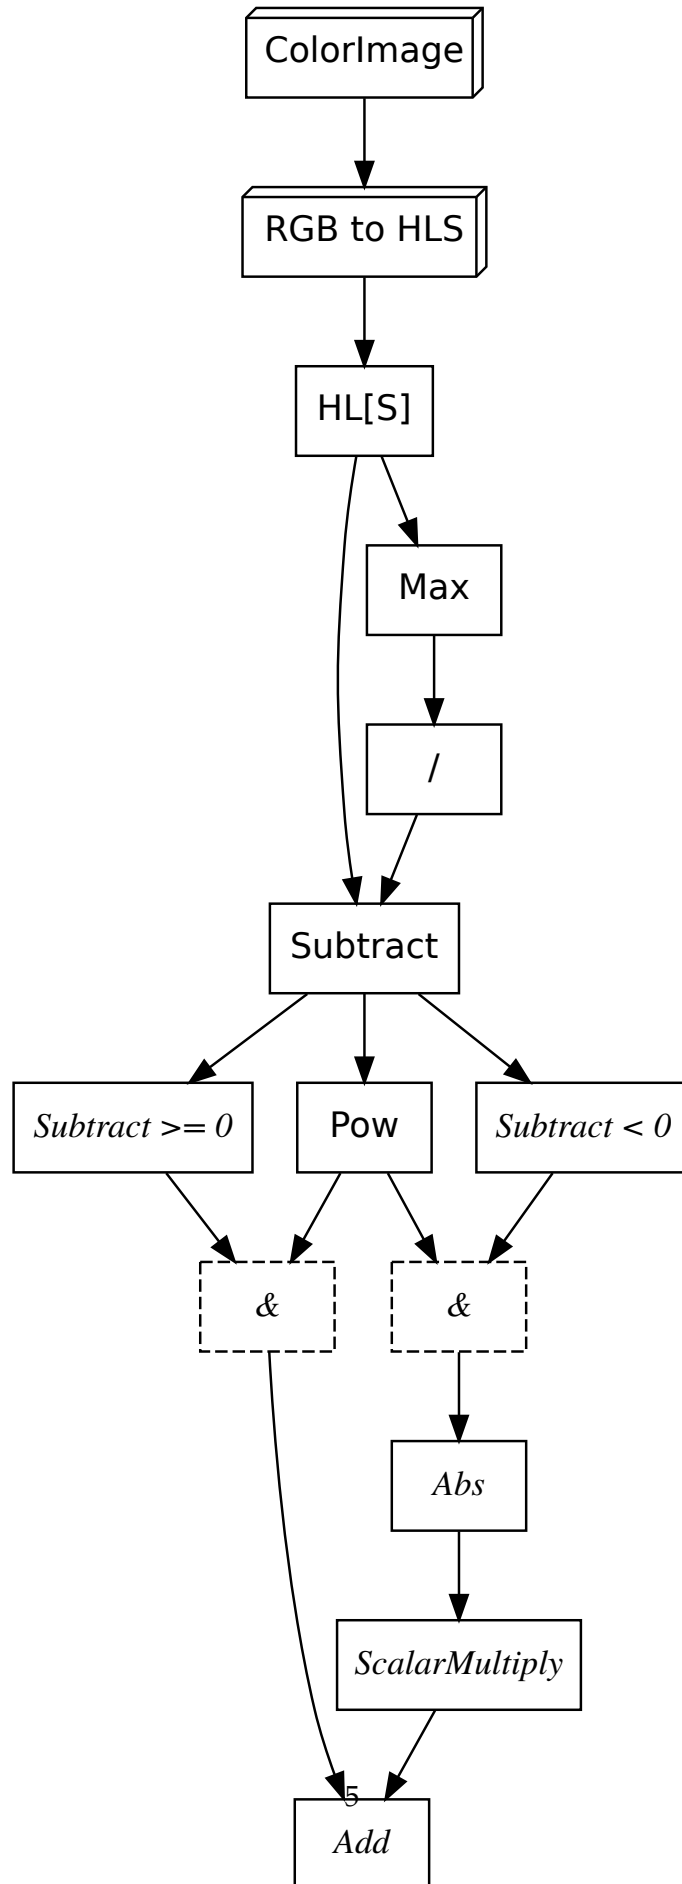 ColorImage
RGB to HLS
HL[S]
Max
/
Subtract
Subtract >= 0
Pow
Subtract < 0
&
&
Abs
ScalarMultiply
5
Add